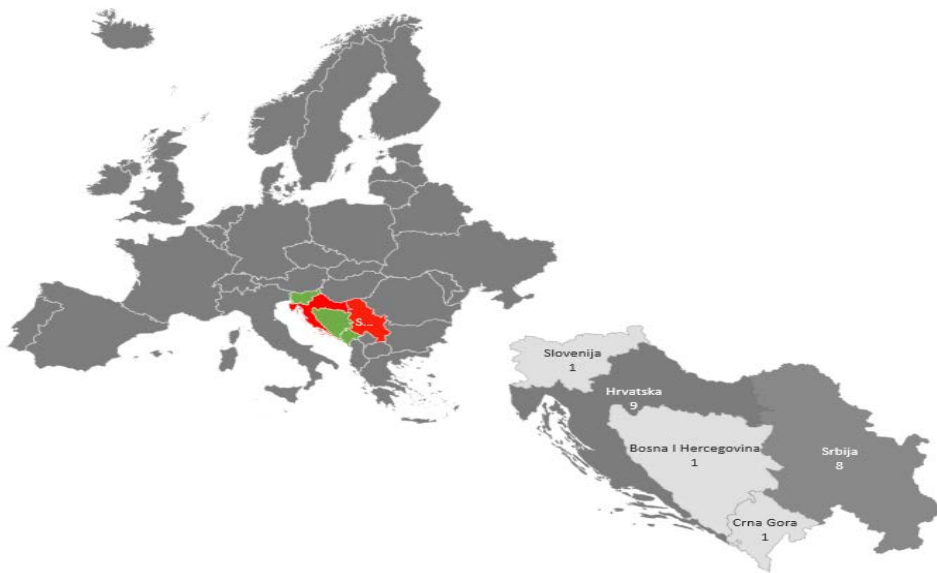 S...
Slovenija
1
Hrvatska
9
Bosna I Hercegovina
1
Srbija
8
Crna Gora
1